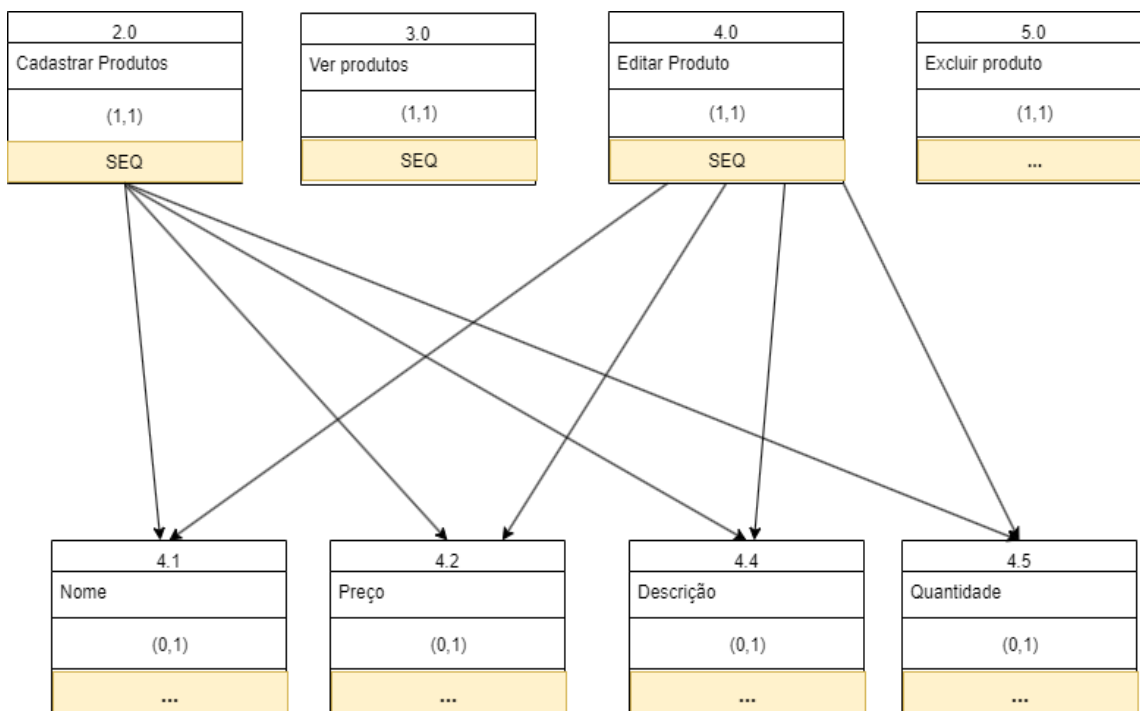 2.0
Cadastrar Produtos
(1,1)
SEQ
3.0
Ver produtos
(1,1)
SEQ
4.0
Editar Produto
(1,1)
SEQ
5.0
Excluir produto
(1,1)
...
4.1
Nome
(0,1)
...
4.2
Preço
(0,1)
...
4.4
Descrição
(0,1)
...
4.5
Quantidade
(0,1)
...